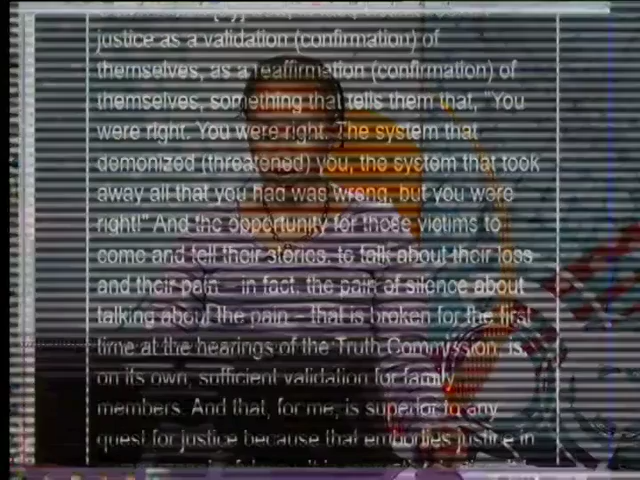 justice as a validation (confirmation) of
themselves, as a reaffirmation (confirmation) of
themselves, something that tells them that, "You
were right. You were right. The system that
demonized (threatened) you, the system that took
away all that you had was wrong, but you were
right!" And the opportunity for those victims to
come and tell their stories, to talk about their loss
and their pain – in fact, the pain of silence about
talking about the pain – that is broken for the first
time at the hearings of the Truth Commission, is,
on its own, sufficient validation for family
members. And that, for me, is superior to any
quest for justice because that embodies justice in